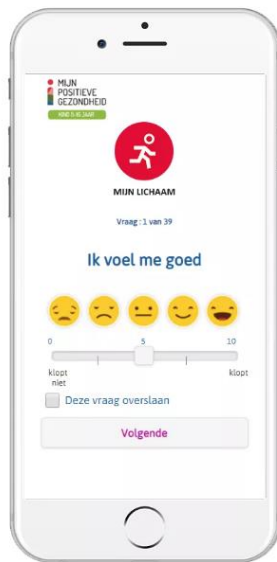 MIJN
POSITIEVE
GEZONDHEID
KIND 8-16 JAAR
MIJN LICHAAM
Vraag : 1 van 39
Ik voel me goed
0 5 10
klopt
niet
klopt
Deze vraag overslaan
Volgende